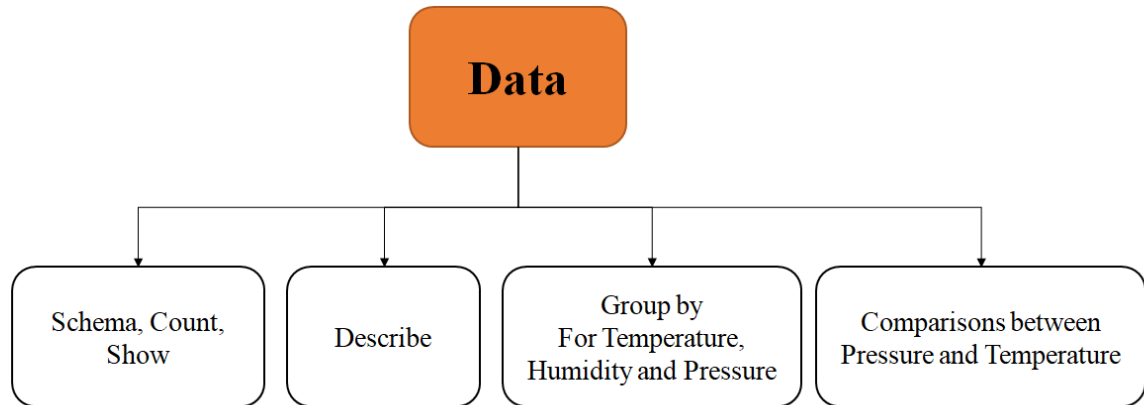 Data
Schema, Count,
Show
Describe
Group by
For Temperature,
Humidity and Pressure
Comparisons between
Pressure and Temperature